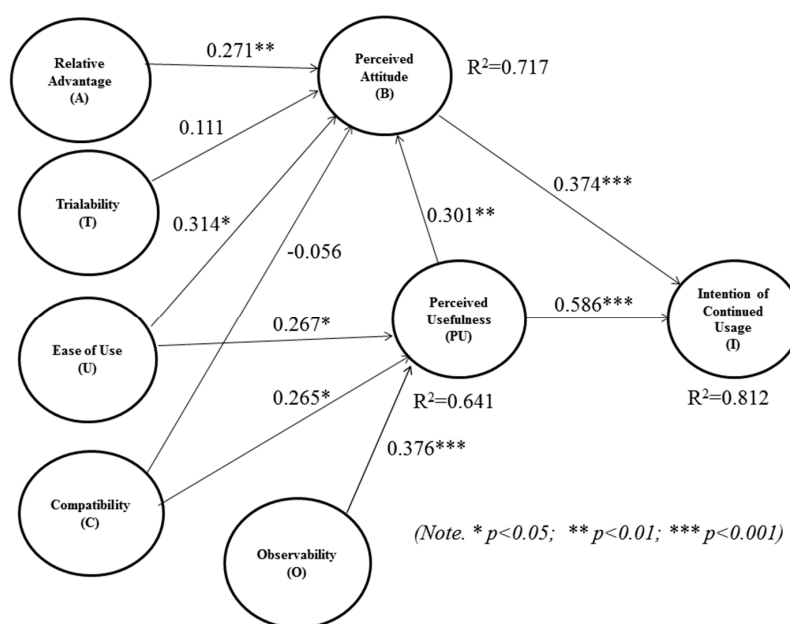 Relative
Advantage
(A)
0.271**
Perceived
Attitude
(B)
R²=0.717
0.111
Trialability
(T)
0.314*
0.301**
0.374***
-0.056
Ease of Use
(U)
0.267*
Perceived
Usefulness
(PU)
0.586***
Intention of
Continued
Usage
(I)
R²=0.641
R²=0.812
0.265*
0.376***
Compatibility
(C)
Observability
(O)
(Note. * p<0.05; ** p<0.01; *** p<0.001)